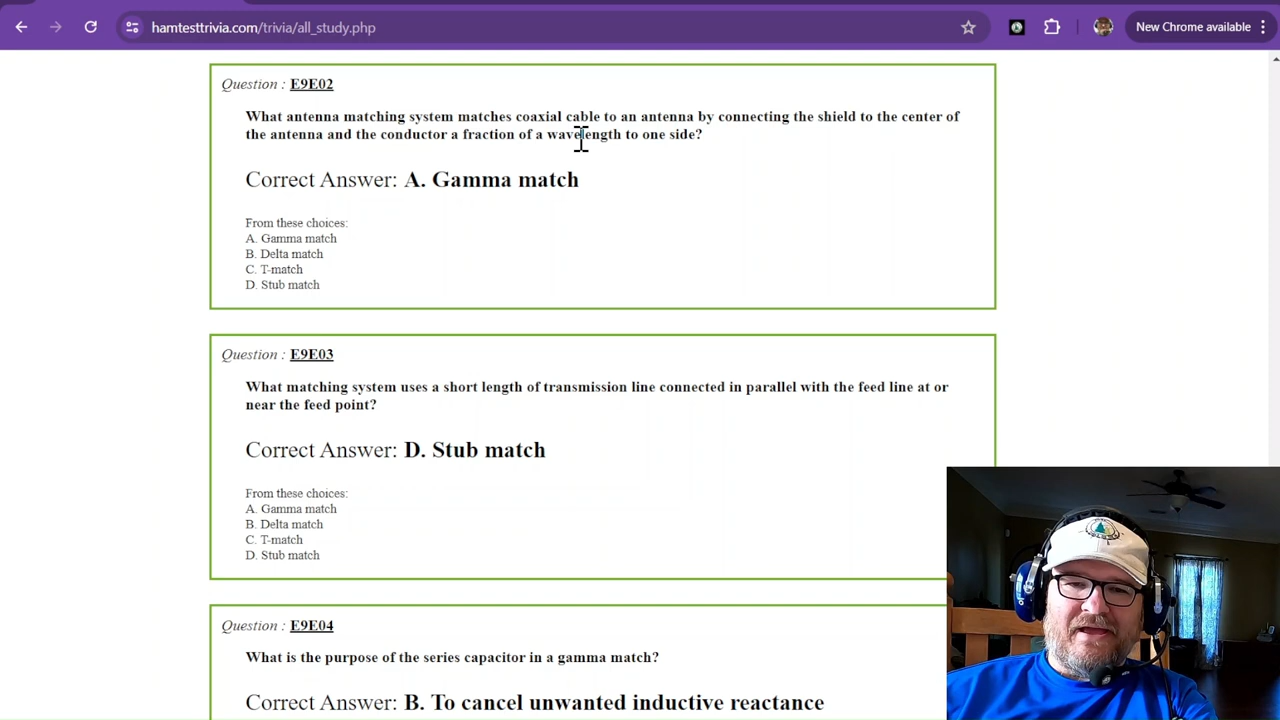 hamtesttrivia.com/trivia/all_study.php
New Chrome available
Question : E9E02
What antenna matching system matches coaxial cable to an antenna by connecting the shield to the center of
the antenna and the conductor a fraction of a wavelength to one side?
Correct Answer: A. Gamma match
From these choices:
A. Gamma match
B. Delta match
C. T-match
D. Stub match
Question : E9E03
What matching system uses a short length of transmission line connected in parallel with the feed line at or
near the feed point?
Correct Answer: D. Stub match
From these choices:
A. Gamma match
B. Delta match
C. T-match
D. Stub match
Question : E9E04
What is the purpose of the series capacitor in a gamma match?
Correct Answer: B. To cancel unwanted inductive reactance